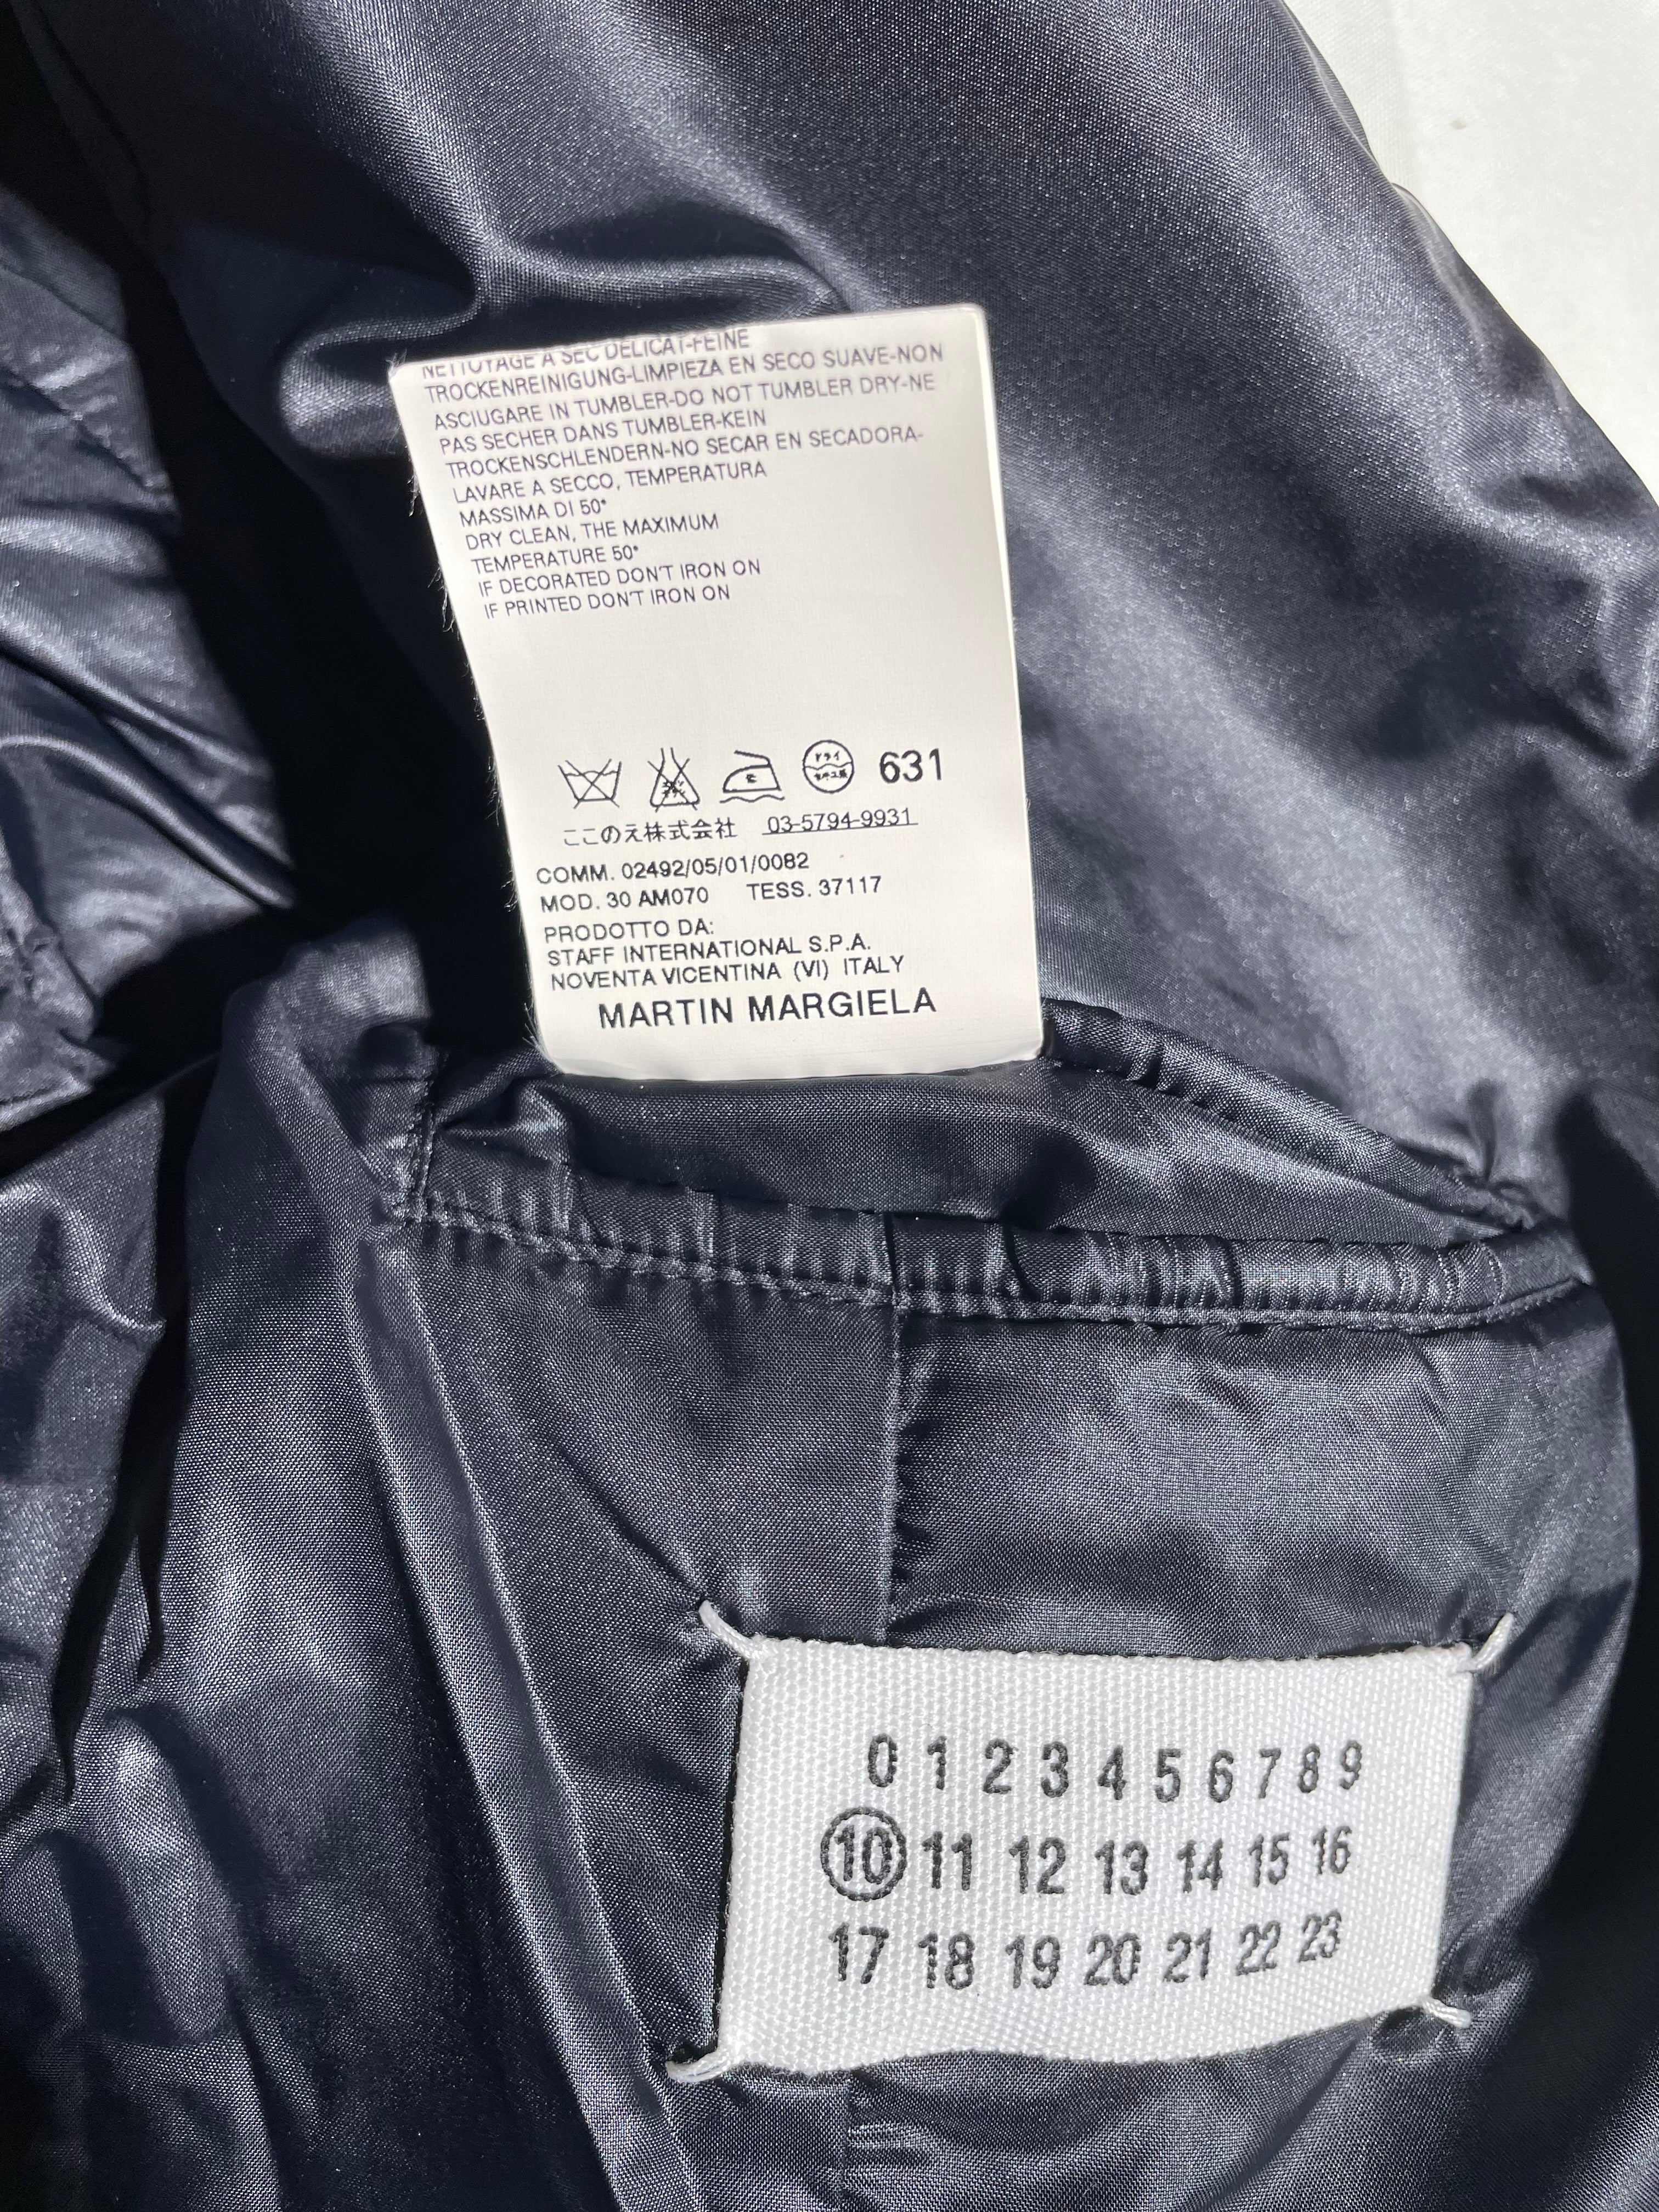 NETTOYAGE A SEC DELICAT-FEINE
TROCKENREINIGUNG-LIMPIEZA EN SECO SUAVE-NON
ASCIUGARE IN TUMBLER-DO NOT TUMBLER DRY-NE
PAS SECHER DANS TUMBLER-KEIN
TROCKENSCHLENDERN-NO SECAR EN SECADORA-
LAVARE A SECCO, TEMPERATURA
MASSIMA DI 50°
DRY CLEAN, THE MAXIMUM
TEMPERATURE 50°
IF DECORATED DON'T IRON ON
IF PRINTED DON'T IRON ON
ドライ 631
ここのえ株式会社 03-5794-9931
COMM. 02492/05/01/0082
MOD. 30 AM070 TESS. 37117
PRODOTTO DA:
STAFF INTERNATIONAL S.P.A.
NOVENTA VICENTINA (VI) ITALY
MARTIN MARGIELA
0 1 2 3 4 5 6 7 8 9
10 11 12 13 14 15 16
17 18 19 20 21 22 23